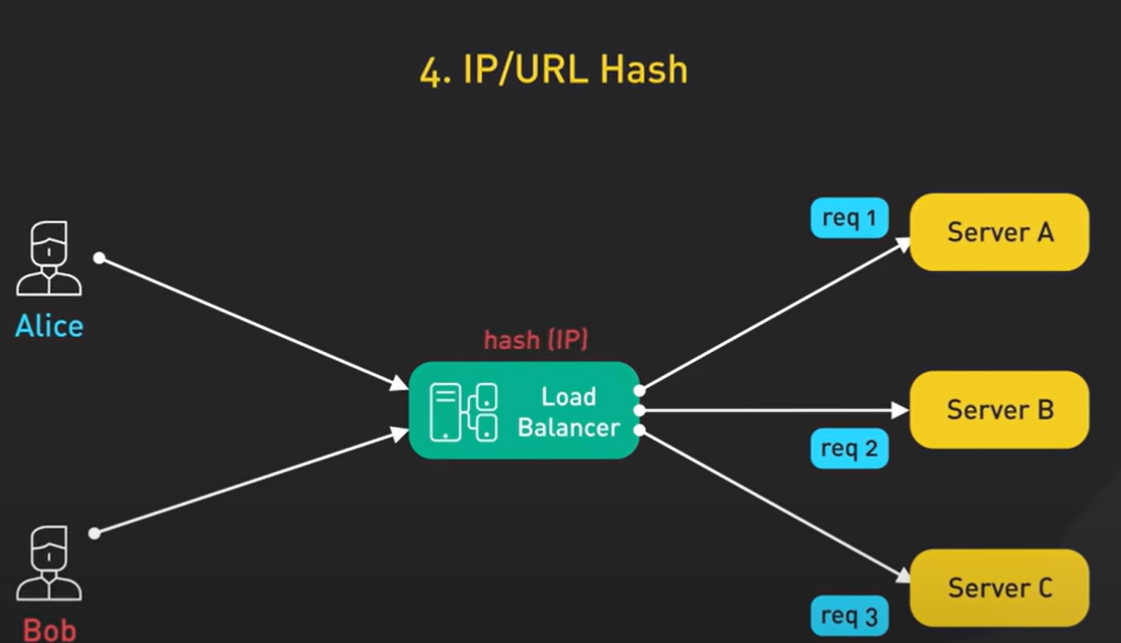 4. IP/URL Hash
req 1
Server A
Alice
hash (IP)
Load
Balancer
Server B
req 2
Server C
req 3
Bob